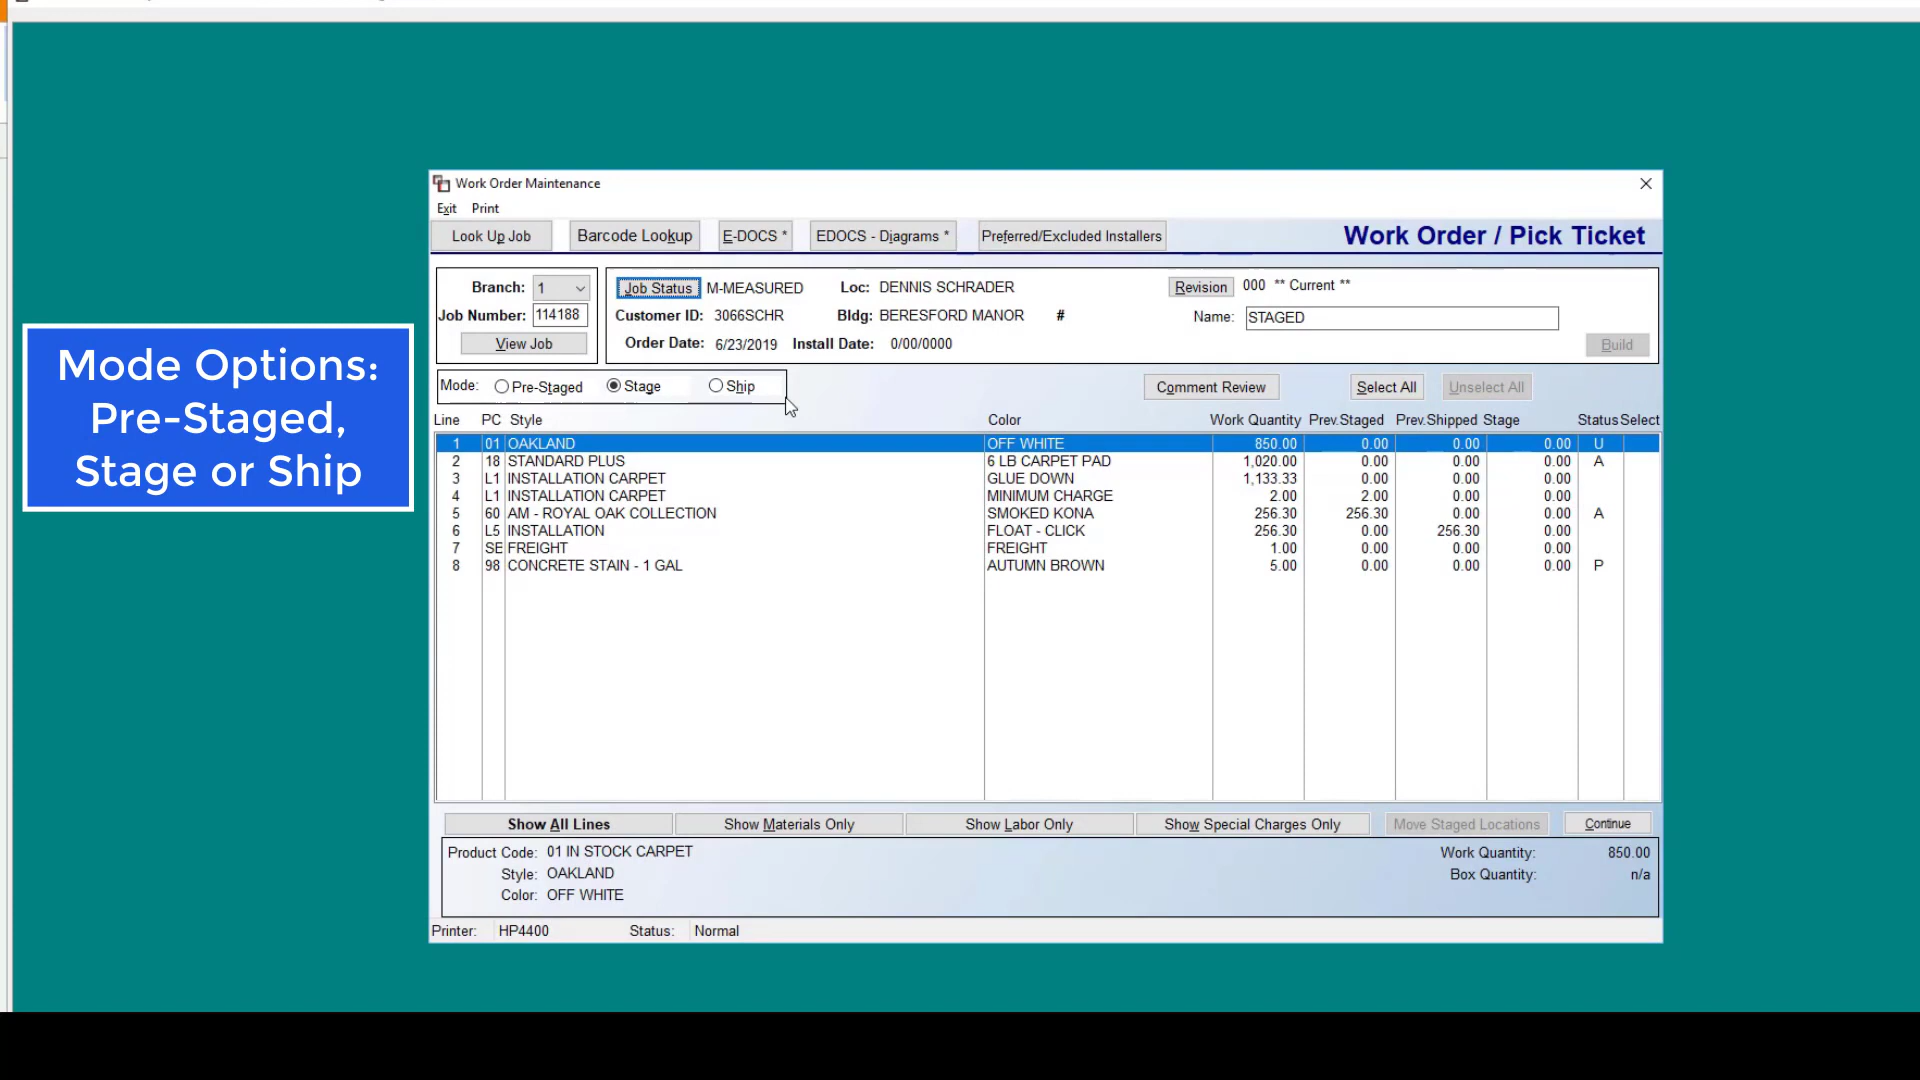 Work Order Maintenance
Exit Print
Look Up Job Barcode Lookup E-DOCS * EDOCS - Diagrams * Preferred/Excluded Installers Work Order / Pick Ticket
Branch: 1 Job Status M-MEASURED Loc: DENNIS SCHRADER Revision 000 ** Current **
Job Number: 114188 Customer ID: 3066SCHR Bldg: BERESFORD MANOR # Name: STAGED
View Job Order Date: 6/23/2019 Install Date: 0/00/0000 Build
Mode Options:
Pre-Staged,
Stage or Ship
Mode: Pre-Staged Stage Ship Comment Review Select All Unselect All
Line PC Style Color Work Quantity Prev.Staged Prev.Shipped Stage Status Select
1 01 OAKLAND OFF WHITE 850.00 0.00 0.00 0.00 U
2 18 STANDARD PLUS 6 LB CARPET PAD 1,020.00 0.00 0.00 0.00 A
3 L1 INSTALLATION CARPET GLUE DOWN 1,133.33 0.00 0.00 0.00
4 L1 INSTALLATION CARPET MINIMUM CHARGE 2.00 2.00 0.00 0.00
5 60 AM - ROYAL OAK COLLECTION SMOKED KONA 256.30 256.30 0.00 0.00 A
6 L5 INSTALLATION FLOAT - CLICK 256.30 0.00 256.30 0.00
7 SE FREIGHT FREIGHT 1.00 0.00 0.00 0.00
8 98 CONCRETE STAIN - 1 GAL AUTUMN BROWN 5.00 0.00 0.00 0.00 P
Show All Lines Show Materials Only Show Labor Only Show Special Charges Only Move Staged Locations Continue
Product Code: 01 IN STOCK CARPET Work Quantity: 850.00
Style: OAKLAND Box Quantity: n/a
Color: OFF WHITE
Printer: HP4400 Status: Normal